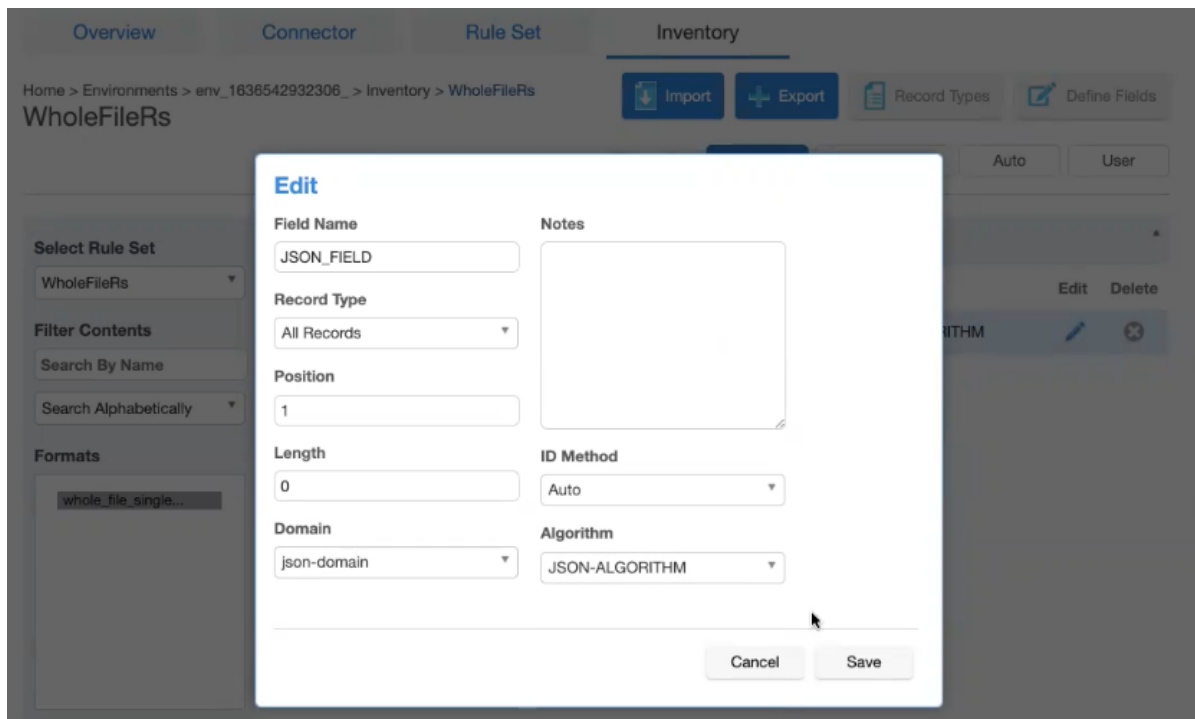 Overview Connector Rule Set Inventory
Home > Environments > env_1636542932306_ > Inventory > WholeFileRs
WholeFileRs
Import Export Record Types Define Fields
Auto User
Select Rule Set
WholeFileRs
Filter Contents
Search By Name
Search Alphabetically
Formats
whole_file_single...
Edit Delete
RITHM
Edit
Field Name
JSON_FIELD
Record Type
All Records
Position
1
Length
0
Domain
json-domain
Notes
ID Method
Auto
Algorithm
JSON-ALGORITHM
Cancel Save